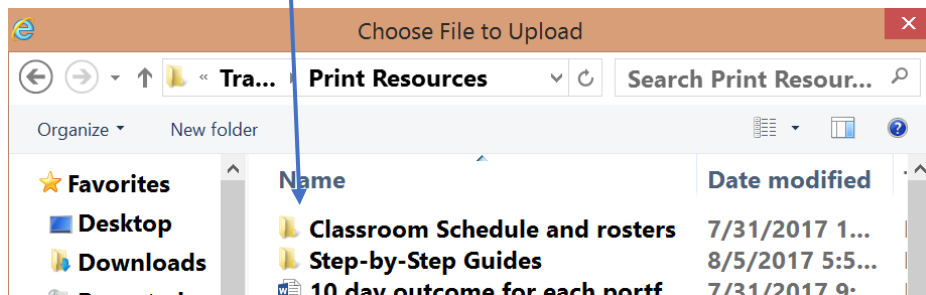 Choose File to Upload
« Tra... Print Resources Search Print Resour...
Organize New folder
Favorites Name Date modified
Desktop Classroom Schedule and rosters 7/31/2017 1...
Downloads Step-by-Step Guides 8/5/2017 5:5...
10 day outcome for each portf 7/31/2017 9: